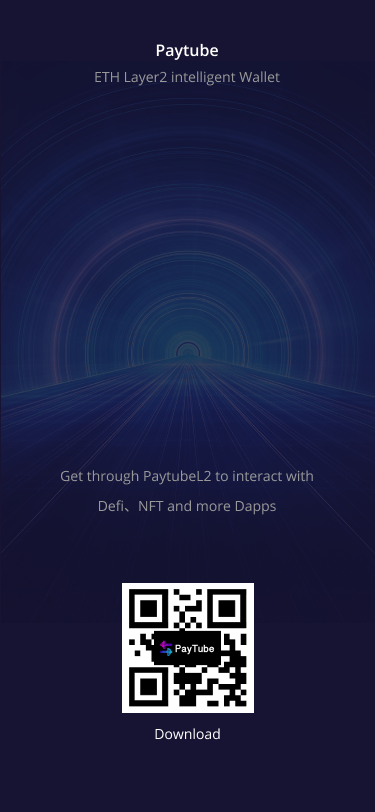 Paytube
ETH Layer2 intelligent Wallet
Get through PaytubeL2 to interact with
Defi、NFT and more Dapps
PayTube
Download